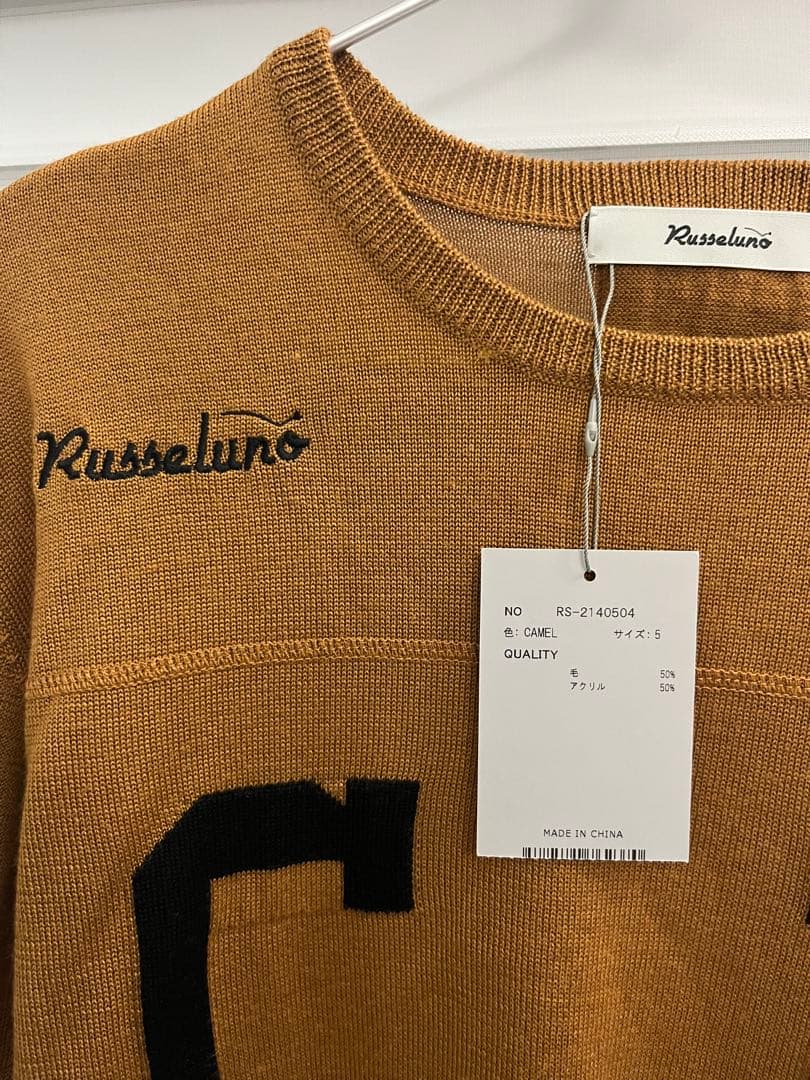 Russeluno
Russeluno
NO RS-2140504
色: CAMEL サイズ: 5
QUALITY
毛 50%
アクリル 50%
MADE IN CHINA
C